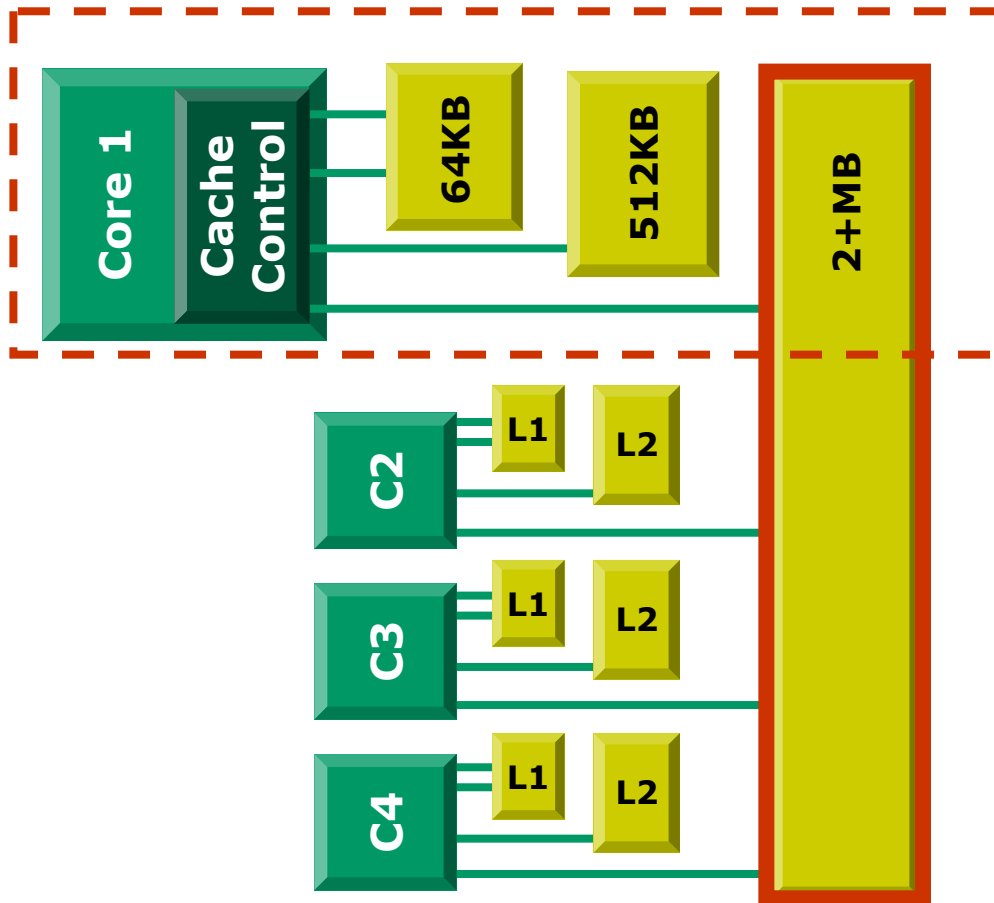 Core 1
Cache
Control
64KB
512KB
2+MB
C2
L1
L2
C3
L1
L2
C4
L1
L2